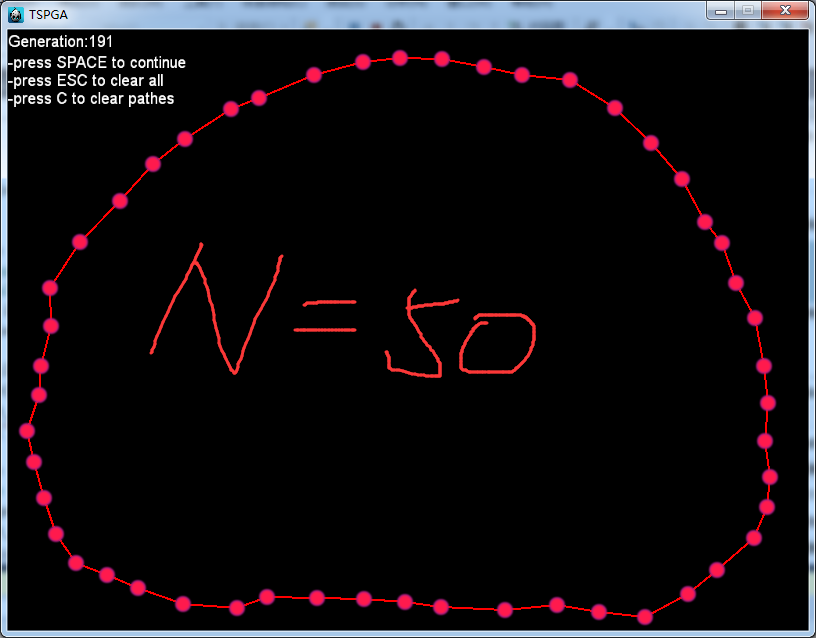 TSPGA
Generation:191
-press SPACE to continue
-press ESC to clear all
-press C to clear pathes
N=50